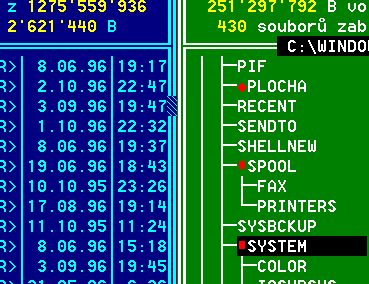 z 1275'559'936
2'621'440 B
R> 8.06.96 19:17
R> 2.10.96 22:47
R> 3.09.96 19:47
R> 1.10.96 22:32
R> 8.06.96 19:37
R> 19.06.96 18:43
R> 10.10.95 23:26
R> 17.08.96 19:14
R> 11.10.95 11:24
R> 8.06.96 15:18
R> 3.09.96 19:45
251'297'792 B vo
430 souborů zab
C:\WINDO
PIF
PLOCHA
RECENT
SENDTO
SHELLNEW
SPOOL
FAX
PRINTERS
SYSBCKUP
SYSTEM
COLOR